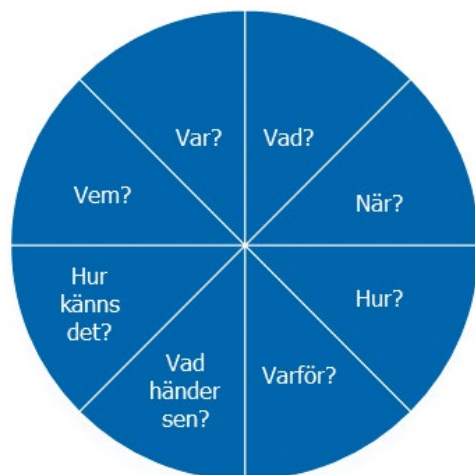 Var?
Vad?
Vem?
När?
Hur
känns
det?
Hur?
Vad
händer
sen?
Varför?